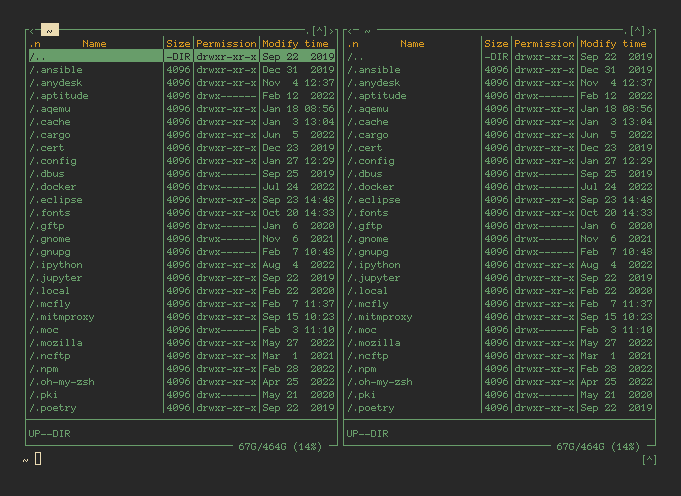 <- ~ .[^]> <- ~ .[^]>
.n Name Size Permission Modify time .n Name Size Permission Modify time
/.. -DIR drwxr-xr-x Sep 22 2019 /.. -DIR drwxr-xr-x Sep 22 2019
/.ansible 4096 drwxr-xr-x Dec 31 2019 /.ansible 4096 drwxr-xr-x Dec 31 2019
/.anydesk 4096 drwxr-xr-x Nov 4 12:37 /.anydesk 4096 drwxr-xr-x Nov 4 12:37
/.aptitude 4096 drwx------ Feb 12 2022 /.aptitude 4096 drwx------ Feb 12 2022
/.aqemu 4096 drwxr-xr-x Jan 18 08:56 /.aqemu 4096 drwxr-xr-x Jan 18 08:56
/.cache 4096 drwxr-xr-x Jan 3 13:04 /.cache 4096 drwxr-xr-x Jan 3 13:04
/.cargo 4096 drwxr-xr-x Jun 5 2022 /.cargo 4096 drwxr-xr-x Jun 5 2022
/.cert 4096 drwxr-xr-x Dec 23 2019 /.cert 4096 drwxr-xr-x Dec 23 2019
/.config 4096 drwxr-xr-x Jan 27 12:29 /.config 4096 drwxr-xr-x Jan 27 12:29
/.dbus 4096 drwx------ Sep 25 2019 /.dbus 4096 drwx------ Sep 25 2019
/.docker 4096 drwx------ Jul 24 2022 /.docker 4096 drwx------ Jul 24 2022
/.eclipse 4096 drwxr-xr-x Sep 23 14:48 /.eclipse 4096 drwxr-xr-x Sep 23 14:48
/.fonts 4096 drwxr-xr-x Oct 20 14:33 /.fonts 4096 drwxr-xr-x Oct 20 14:33
/.gftp 4096 drwx------ Jan 6 2020 /.gftp 4096 drwx------ Jan 6 2020
/.gnome 4096 drwx------ Nov 6 2021 /.gnome 4096 drwx------ Nov 6 2021
/.gnupg 4096 drwx------ Feb 7 10:48 /.gnupg 4096 drwx------ Feb 7 10:48
/.ipython 4096 drwxr-xr-x Aug 4 2022 /.ipython 4096 drwxr-xr-x Aug 4 2022
/.jupyter 4096 drwx------ Sep 22 2019 /.jupyter 4096 drwx------ Sep 22 2019
/.local 4096 drwxr-xr-x Feb 22 2020 /.local 4096 drwxr-xr-x Feb 22 2020
/.mcfly 4096 drwxr-xr-x Feb 7 11:37 /.mcfly 4096 drwxr-xr-x Feb 7 11:37
/.mitmproxy 4096 drwxr-xr-x Sep 15 10:23 /.mitmproxy 4096 drwxr-xr-x Sep 15 10:23
/.moc 4096 drwx------ Feb 3 11:10 /.moc 4096 drwx------ Feb 3 11:10
/.mozilla 4096 drwx------ May 27 2022 /.mozilla 4096 drwx------ May 27 2022
/.ncftp 4096 drwxr-xr-x Mar 1 2021 /.ncftp 4096 drwxr-xr-x Mar 1 2021
/.npm 4096 drwxr-xr-x Feb 28 2022 /.npm 4096 drwxr-xr-x Feb 28 2022
/.oh-my-zsh 4096 drwxr-xr-x Apr 25 2022 /.oh-my-zsh 4096 drwxr-xr-x Apr 25 2022
/.pki 4096 drwx------ May 21 2020 /.pki 4096 drwx------ May 21 2020
/.poetry 4096 drwxr-xr-x Sep 22 2019 /.poetry 4096 drwxr-xr-x Sep 22 2019
UP--DIR UP--DIR
67G/464G (14%) 67G/464G (14%)
~ [^]